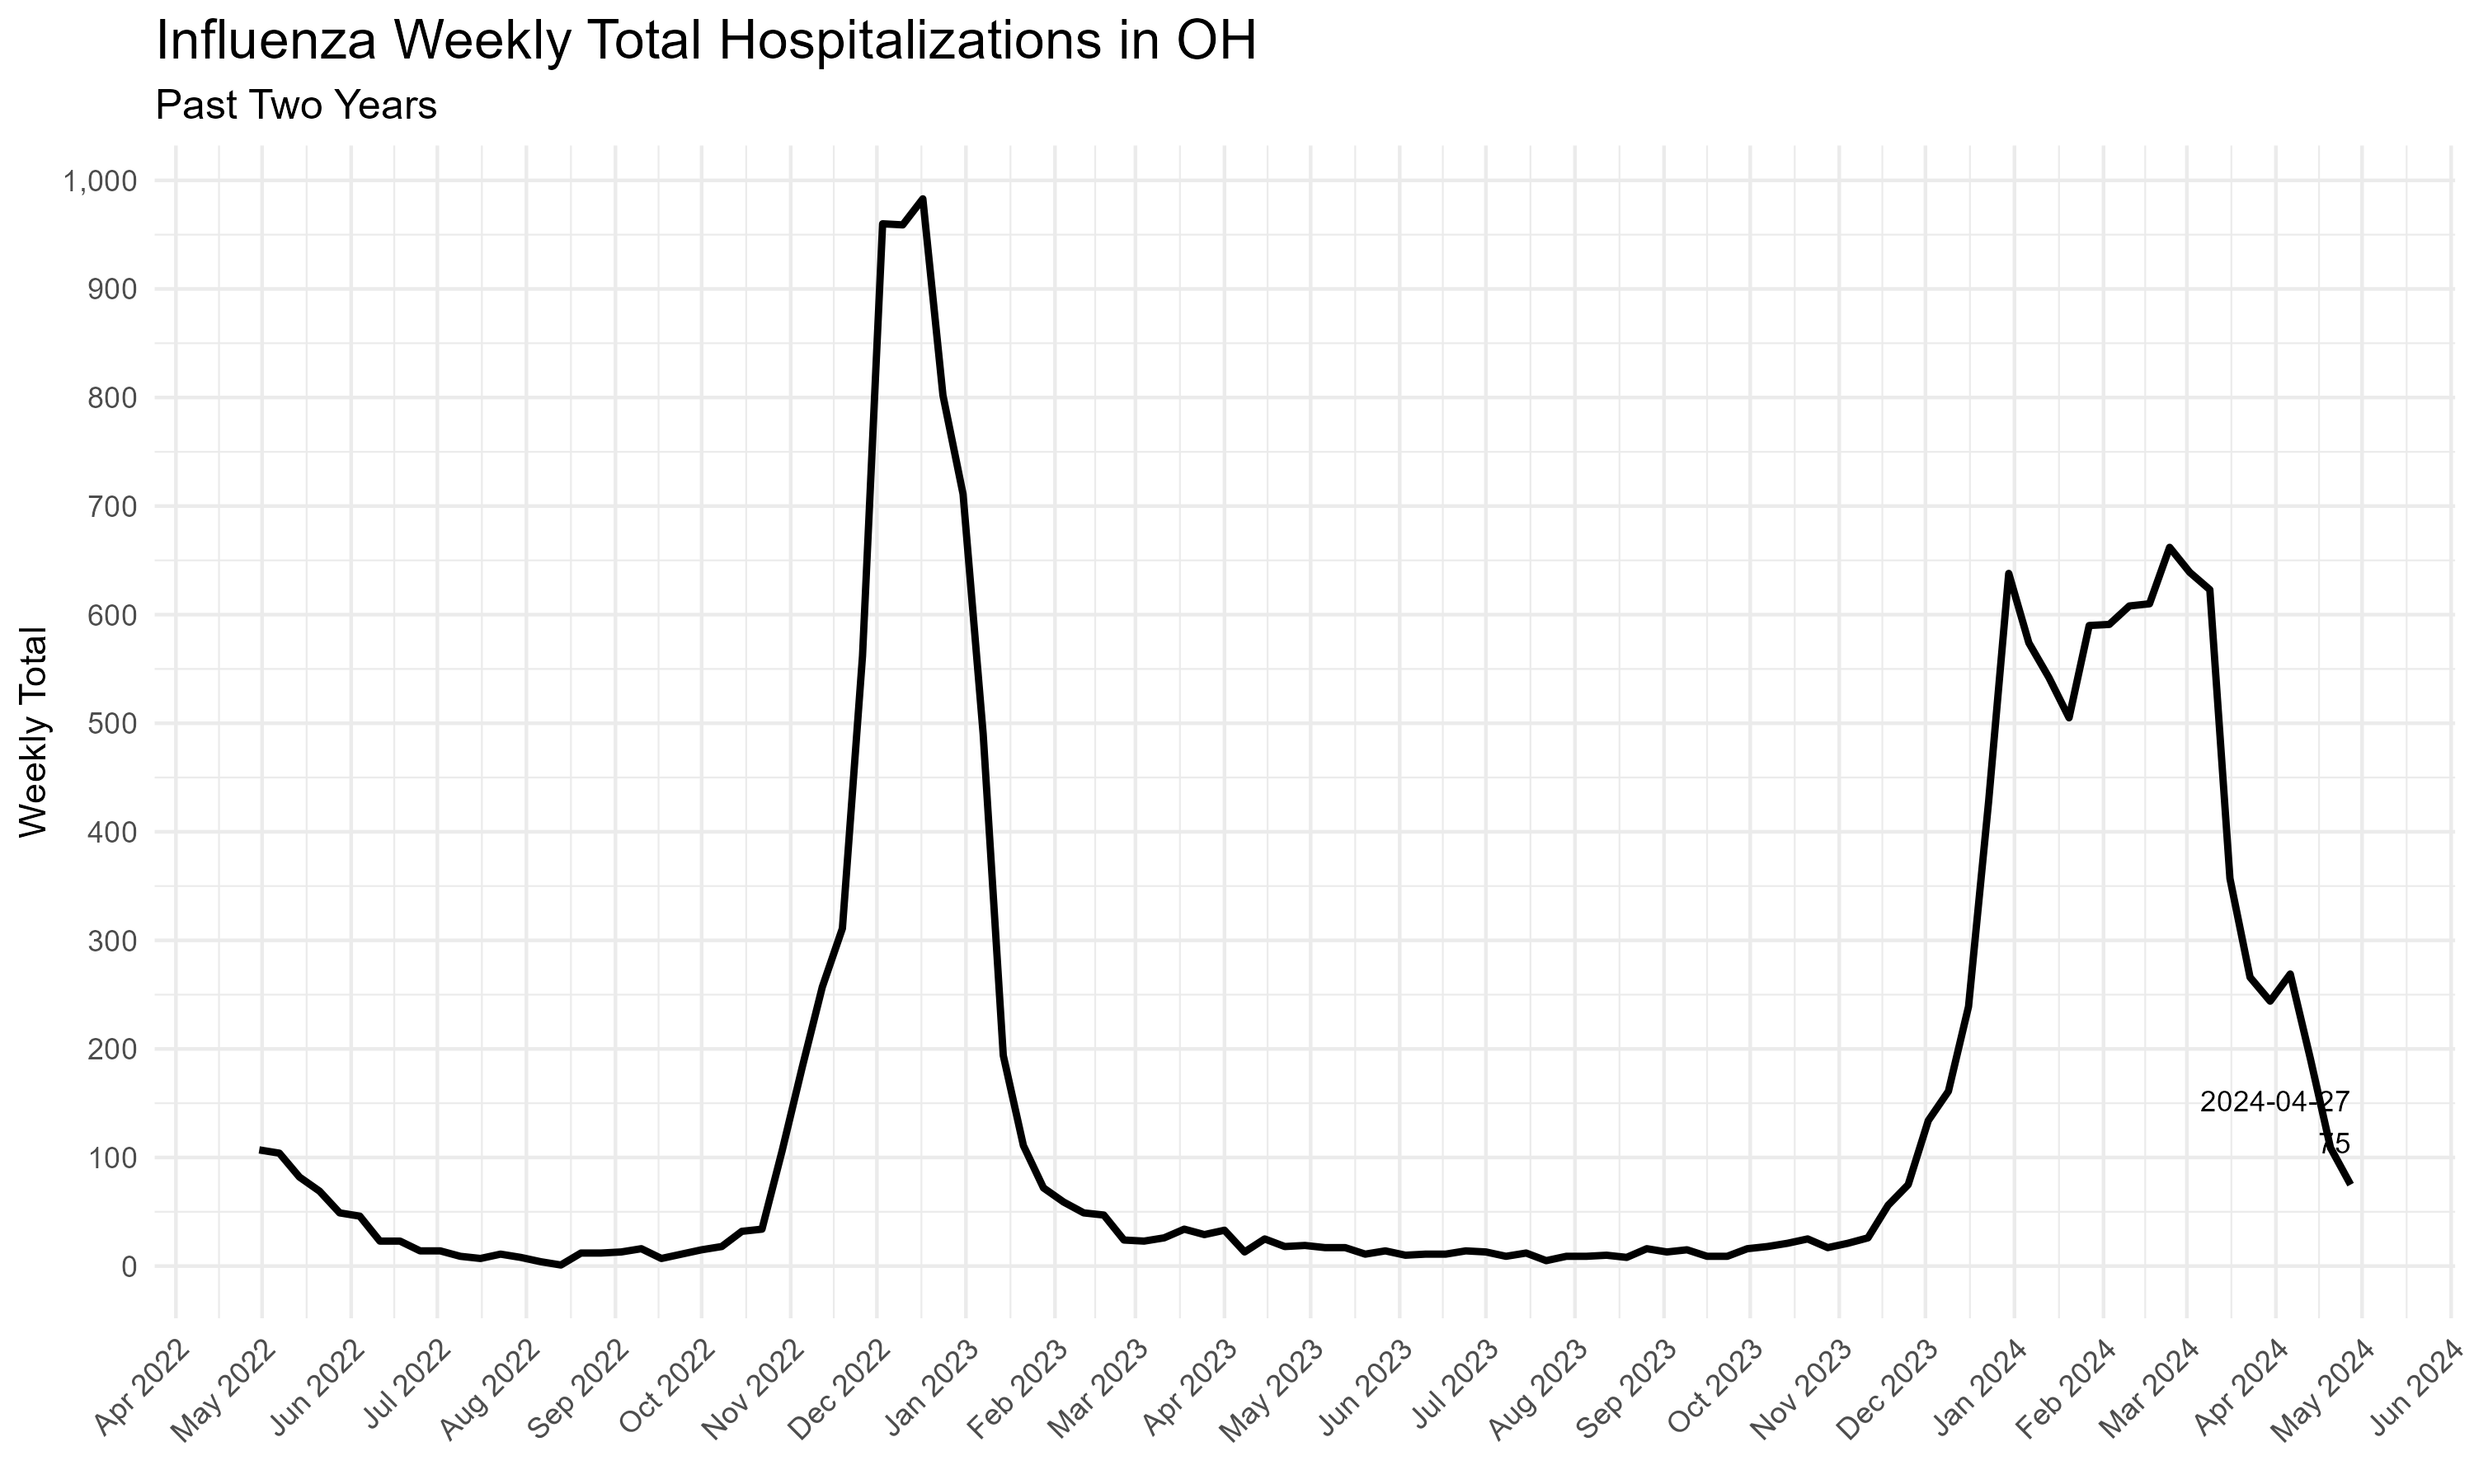 Influenza Weekly Total Hospitalizations in OH
Past Two Years
Weekly Total
1,000
900
800
700
600
500
400
300
200
100
0
2024-04-27
75
Apr 2022
May 2022
Jun 2022
Jul 2022
Aug 2022
Sep 2022
Oct 2022
Nov 2022
Dec 2022
Jan 2023
Feb 2023
Mar 2023
Apr 2023
May 2023
Jun 2023
Jul 2023
Aug 2023
Sep 2023
Oct 2023
Nov 2023
Dec 2023
Jan 2024
Feb 2024
Mar 2024
Apr 2024
May 2024
Jun 2024